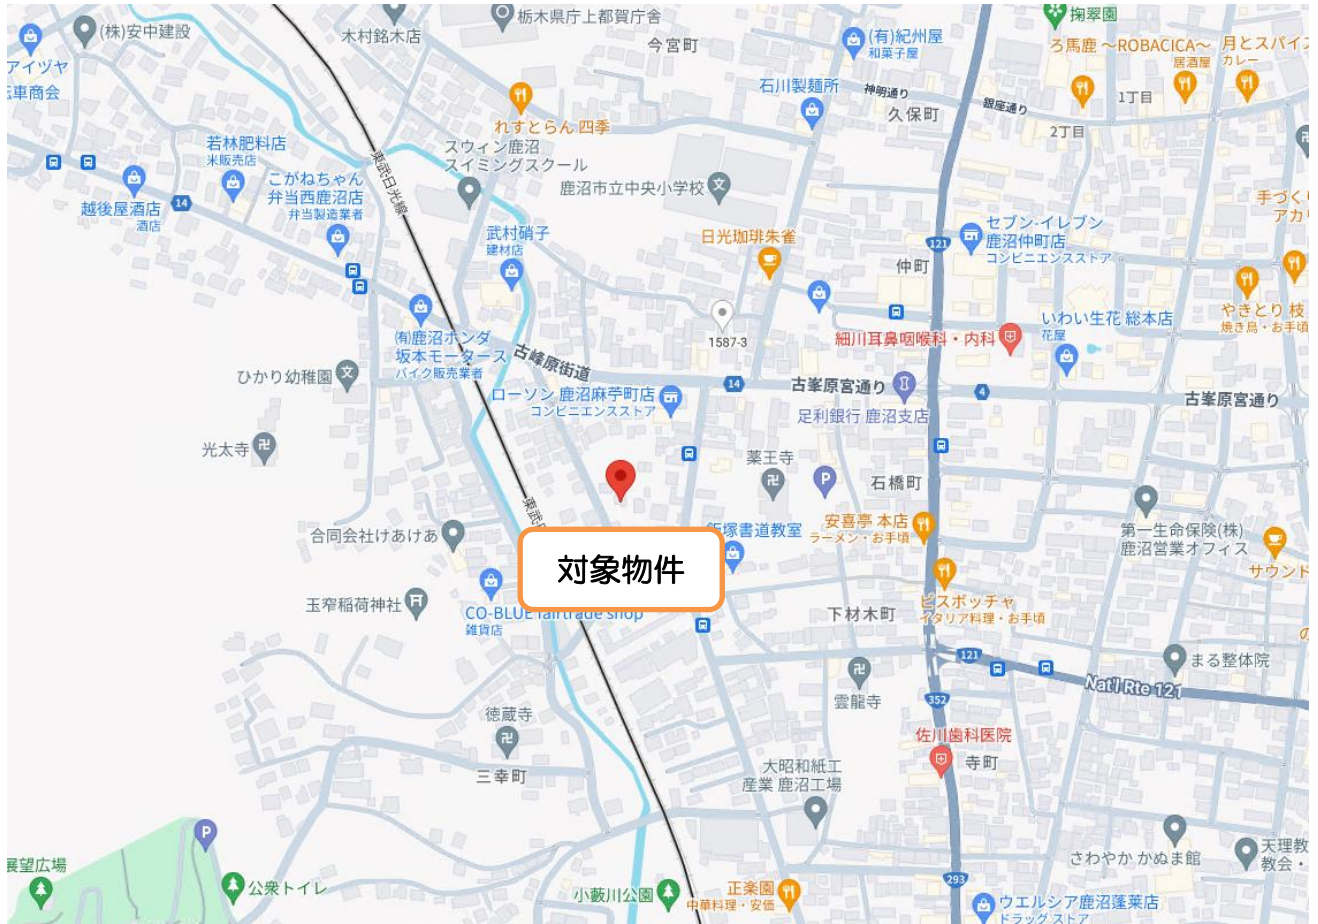 栃木県庁上都賀庁舎
掬翠園
(株)安中建設
木村銘木店
今宮町
(有)紀州屋
和菓子屋
ろ馬鹿 ～ROBACICA～
居酒屋
月とスパイス
カレー
アイヅヤ
車商会
石川製麺所
神明通り
銀座通り
1丁目
れすとらん 四季
久保町
2丁目
若林肥料店
米販売店
東武日光線
スウィン鹿沼
スイミングスクール
こがねちゃん
弁当西鹿沼店
弁当製造業者
鹿沼市立中央小学校
手づくり
アカ
越後屋酒店
酒店
14
武村硝子
建材店
日光珈琲朱雀
121
セブン-イレブン
鹿沼仲町店
コンビニエンスストア
仲町
やきとり 枝
焼き鳥・お手頃
いわい生花 総本店
花屋
1587-3
細川耳鼻咽喉科・内科
(有)鹿沼ホンダ
坂本モータース
バイク販売業者
古峰原街道
ひかり幼稚園
ローソン 鹿沼麻苧町店
コンビニエンスストア
14
古峯原宮通り
4
古峯原宮通り
足利銀行 鹿沼支店
光太寺
薬王寺
P
石橋町
東武
飯塚書道教室
安喜亭 本店
ラーメン・お手頃
第一生命保険(株)
鹿沼営業オフィス
合同会社けあけあ
対象物件
サウンド
玉窄稲荷神社
CO-BLUE fairtrade shop
雑貨店
ピスポッチャ
イタリア料理・お手頃
下材木町
121
まる整体院
Nat'l Rte 121
雲龍寺
352
徳蔵寺
佐川歯科医院
寺町
三幸町
大昭和紙工
産業 鹿沼工場
P
さわやか かぬま館
天理教
教会・
展望広場
公衆トイレ
小藪川公園
正楽園
中華料理・安価
293
ウエルシア鹿沼蓬莱店
ドラッグストア